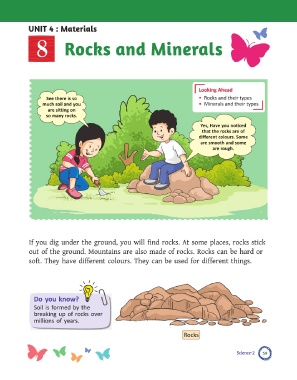 UNIT 4 : Materials
8 Rocks and Minerals
Looking Ahead
• Rocks and their types
• Minerals and their types
See there is so
much soil and you
are sitting on
so many rocks.
Yes, Have you noticed
that the rocks are of
different colours. Some
are smooth and some
are rough.
If you dig under the ground, you will find rocks. At some places, rocks stick
out of the ground. Mountains are also made of rocks. Rocks can be hard or
soft. They have different colours. They can be used for different things.
Do you know?
Soil is formed by the
breaking up of rocks over
millions of years.
Rocks